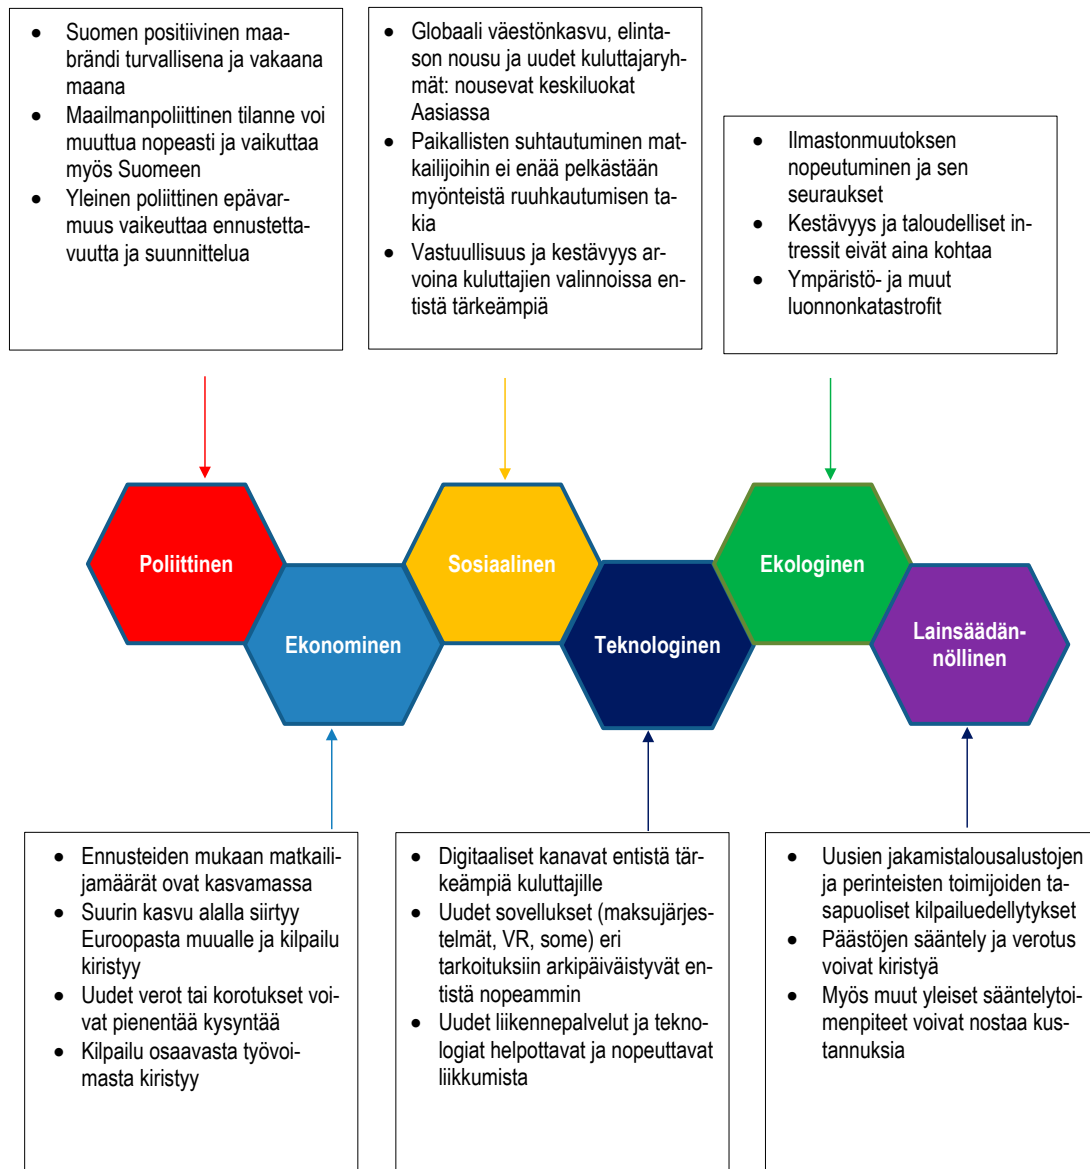 • Suomen positiivinen maa-
brändi turvallisena ja vakaana
maana
• Maailmanpoliittinen tilanne voi
muuttua nopeasti ja vaikuttaa
myös Suomeen
• Yleinen poliittinen epävar-
muus vaikeuttaa ennustetta-
vuutta ja suunnittelua
• Globaali väestönkasvu, elinta-
son nousu ja uudet kuluttajaryh-
mät: nousevat keskiluokat
Aasiassa
• Paikallisten suhtautuminen mat-
kailijoihin ei enää pelkästään
myönteistä ruuhkautumisen ta-
kia
• Vastuullisuus ja kestävyys ar-
voina kuluttajien valinnoissa en-
tistä tärkeämpiä
• Ilmastonmuutoksen
nopeutuminen ja sen
seuraukset
• Kestävyys ja taloudelliset in-
tressit eivät aina kohtaa
• Ympäristö- ja muut
luonnonkatastrofit
Poliittinen
Ekonominen
Sosiaalinen
Teknologinen
Ekologinen
Lainsäädän-
nöllinen
• Ennusteiden mukaan matkaili-
jamäärät ovat kasvamassa
• Suurin kasvu alalla siirtyy
Euroopasta muualle ja kilpailu
kiristyy
• Uudet verot tai korotukset voi-
vat pienentää kysyntää
• Kilpailu osaavasta työvoi-
masta kiristyy
• Digitaaliset kanavat entistä tär-
keämpiä kuluttajille
• Uudet sovellukset (maksujärjes-
telmät, VR, some) eri
tarkoituksiin arkipäiväistyvät en-
tistä nopeammin
• Uudet liikennepalvelut ja tekno-
logiat helpottavat ja nopeuttavat
liikkumista
• Uusien jakamistalousalustojen
ja perinteisten toimijoiden ta-
sapuoliset kilpailuedellytykset
• Päästöjen sääntely ja verotus
voivat kiristyä
• Myös muut yleiset sääntelytoi-
menpiteet voivat nostaa kus-
tannuksia